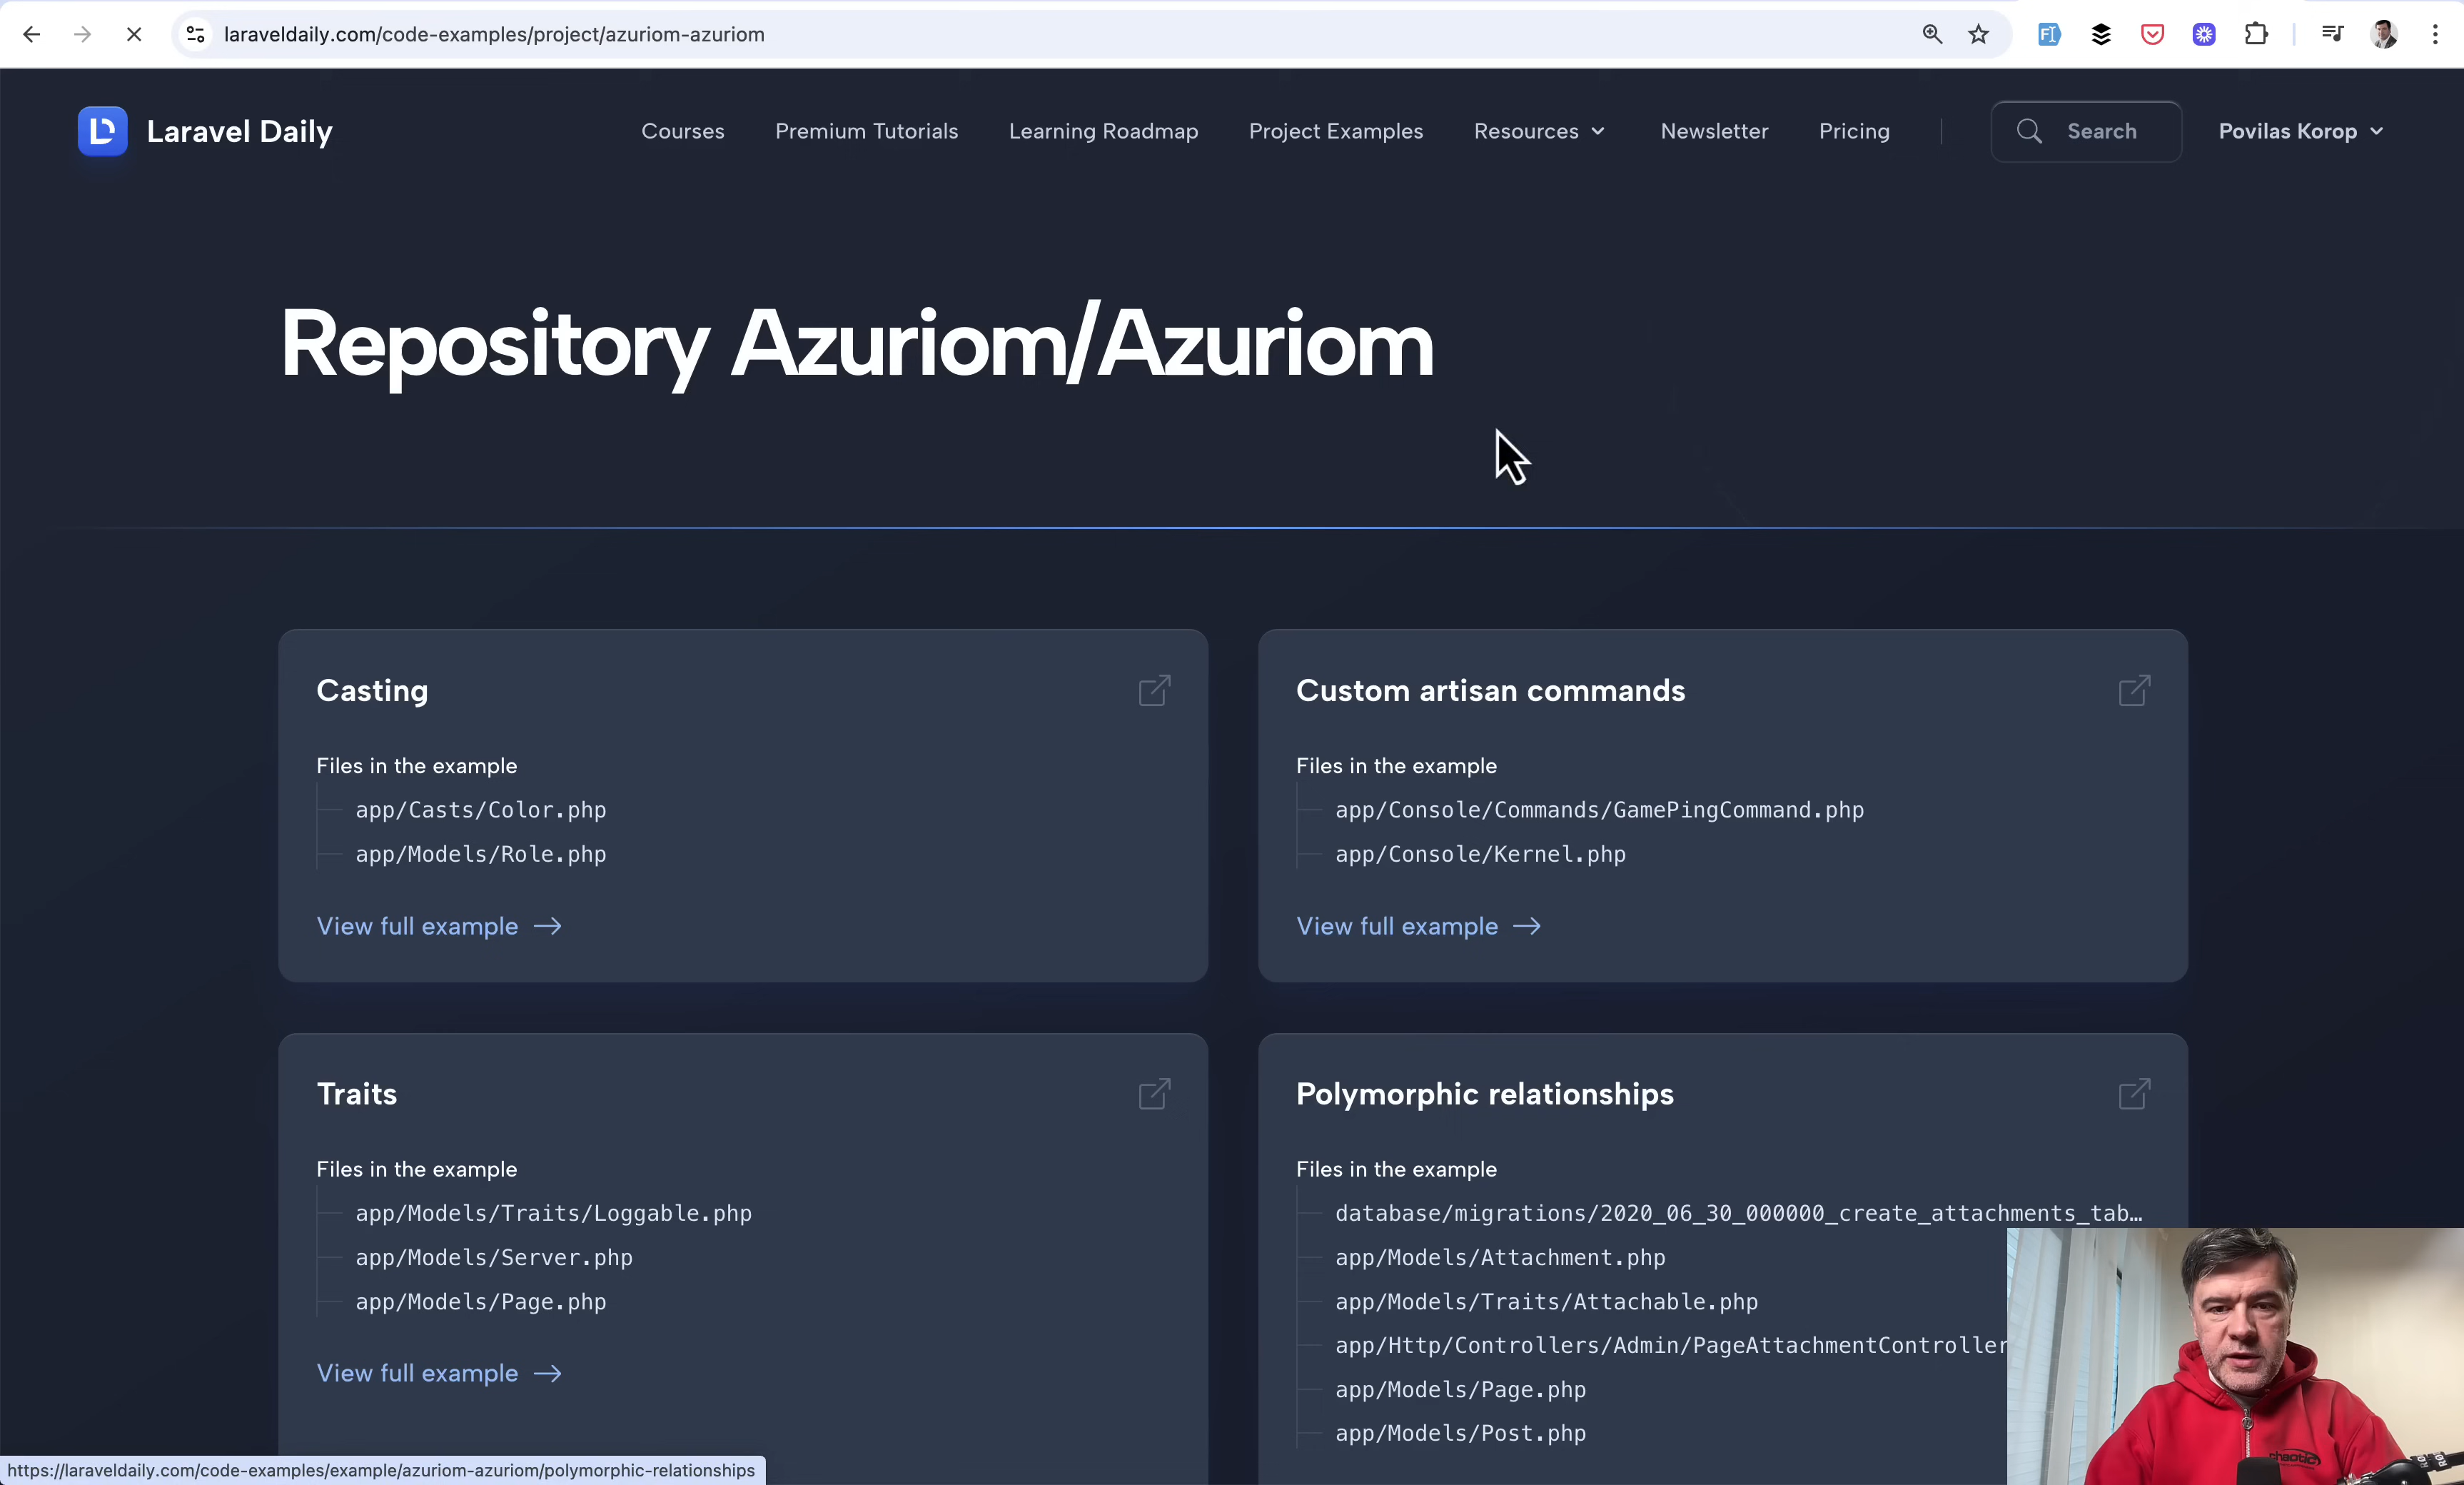 laraveldaily.com/code-examples/project/azuriom-azuriom
Laravel Daily
Courses
Premium Tutorials
Learning Roadmap
Project Examples
Resources
Newsletter
Pricing
Search
Povilas Korop
Repository Azuriom/Azuriom
Casting
Files in the example
app/Casts/Color.php
app/Models/Role.php
View full example
Custom artisan commands
Files in the example
app/Console/Commands/GamePingCommand.php
app/Console/Kernel.php
View full example
Traits
Files in the example
app/Models/Traits/Loggable.php
app/Models/Server.php
app/Models/Page.php
View full example
Polymorphic relationships
Files in the example
database/migrations/2020_06_30_000000_create_attachments_tab…
app/Models/Attachment.php
app/Models/Traits/Attachable.php
app/Http/Controllers/Admin/PageAttachmentController
app/Models/Page.php
app/Models/Post.php
https://laraveldaily.com/code-examples/example/azuriom-azuriom/polymorphic-relationships
chaotic